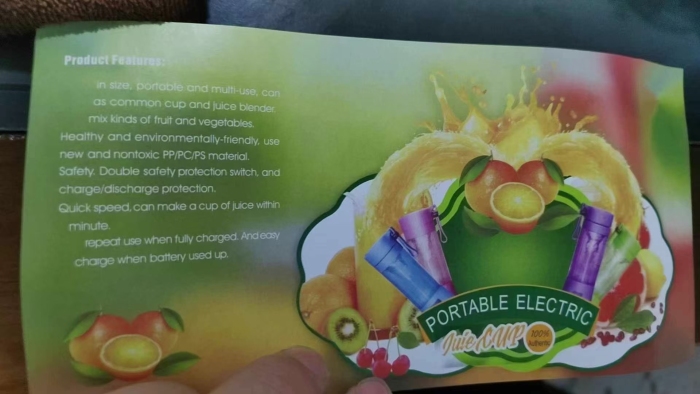 Product Features:
in size, portable and multi-use, can
as common cup and juice blender.
mix kinds of fruit and vegetables.
Healthy and environmentally-friendly, use
new and nontoxic PP/PC/PS material.
Safety. Double safety protection switch, and
charge/discharge protection.
Quick speed, can make a cup of juice within
minute.
repeat use when fully charged. And easy
charge when battery used up.
PORTABLE ELECTRIC
Juie CUP
100%